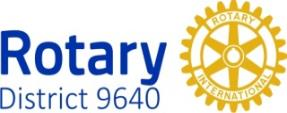 Rotary
District 9640
ROTARY
INTERNATIONAL